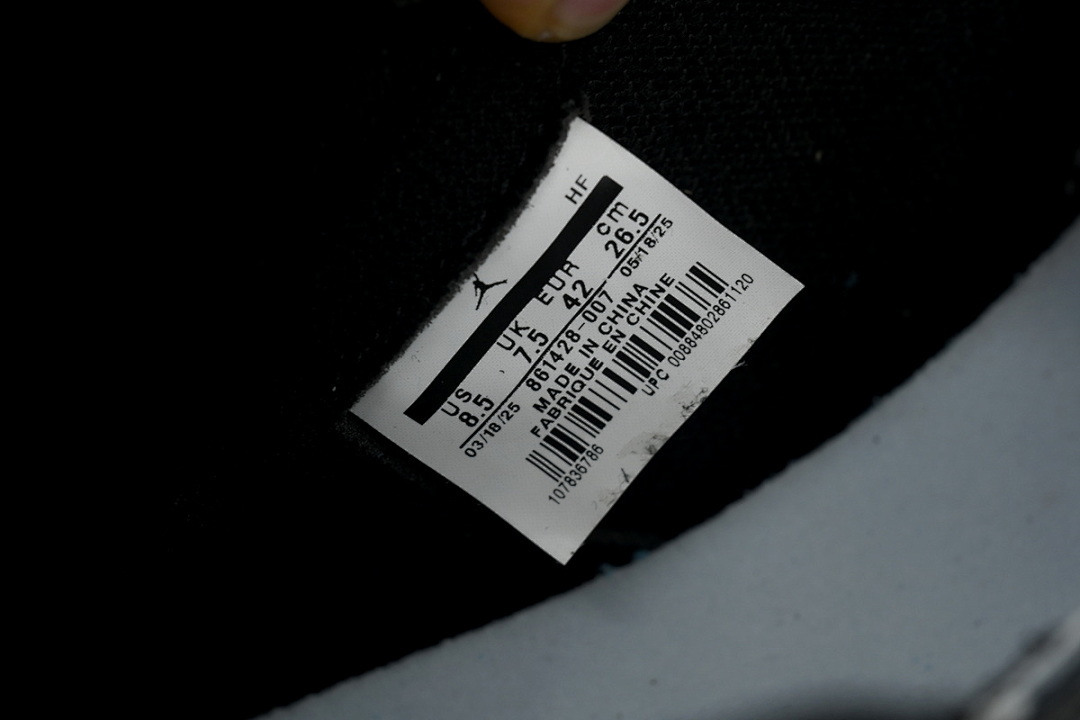 HF
US UK EUR cm
8.5 7.5 42 26.5
03/18/25 861428-007 05/18/25
MADE IN CHINA
FABRIQUE EN CHINE
107836786 UPC 00884802861120